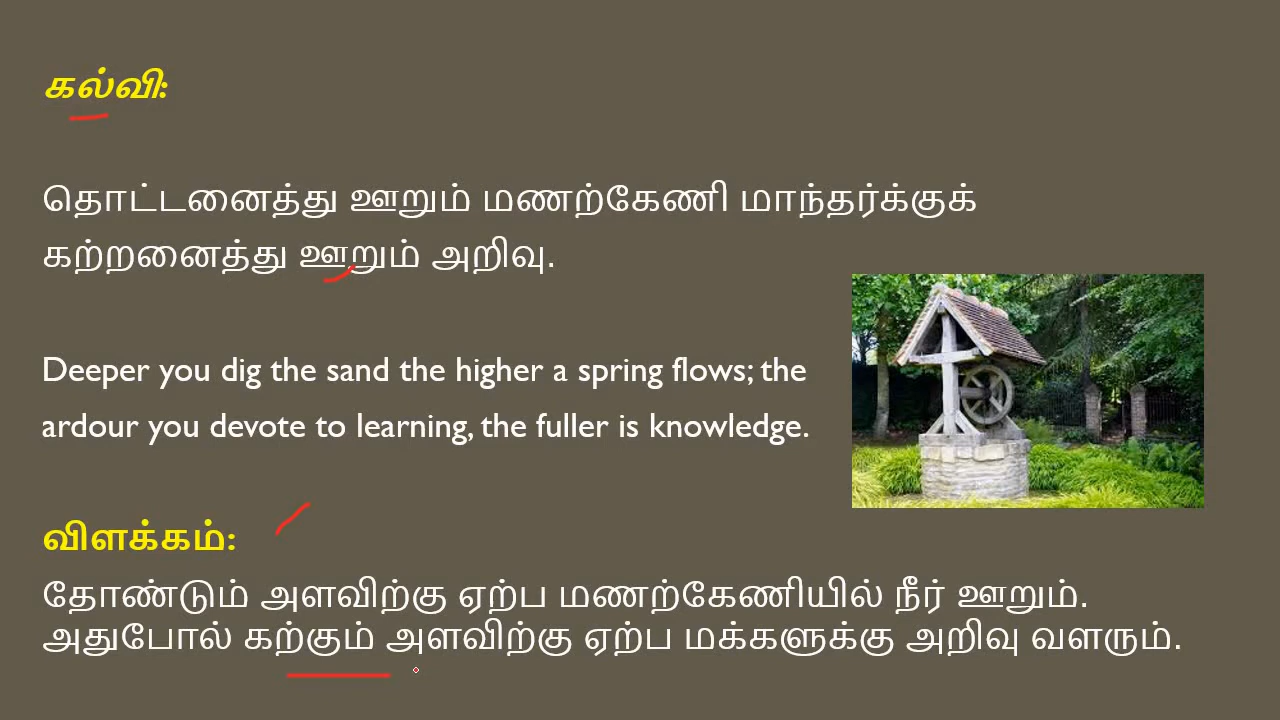 கல்வி:
தொட்டனைத்து ஊறும் மணற்கேணி மாந்தர்க்குக்
கற்றனைத்து ஊறும் அறிவு.
Deeper you dig the sand the higher a spring flows; the
ardour you devote to learning, the fuller is knowledge.
விளக்கம்:
தோண்டும் அளவிற்கு ஏற்ப மணற்கேணியில் நீர் ஊறும்.
அதுபோல் கற்கும் அளவிற்கு ஏற்ப மக்களுக்கு அறிவு வளரும்.